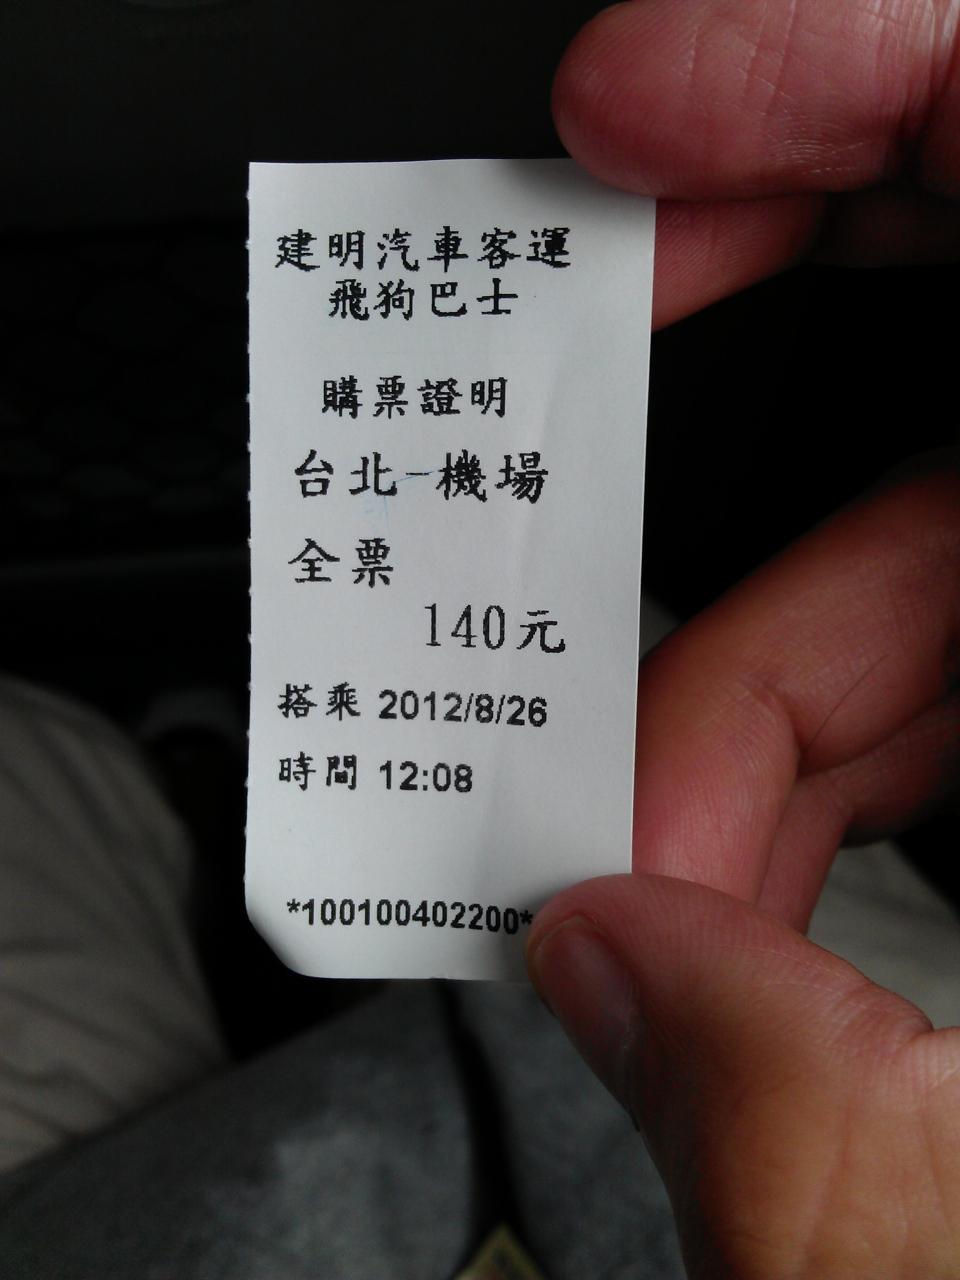 建明汽車客運
飛狗巴士
購票證明
台北-機場
全票
140元
搭乘 2012/8/26
時間 12:08
*100100402200*